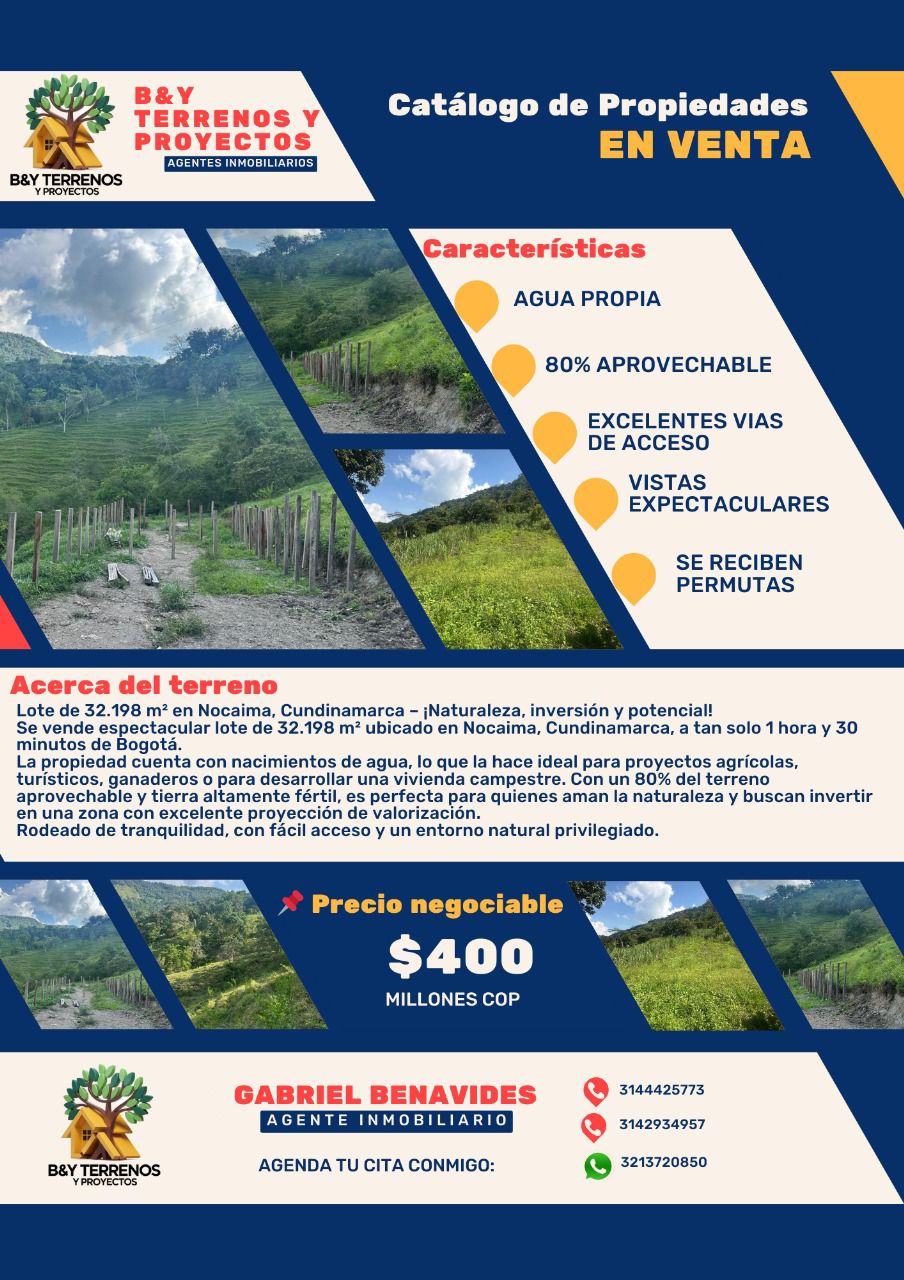 B&Y
TERRENOS Y
PROYECTOS
AGENTES INMOBILIARIOS
B&Y TERRENOS
Y PROYECTOS
Catálogo de Propiedades
EN VENTA
Características
AGUA PROPIA
80% APROVECHABLE
EXCELENTES VIAS
DE ACCESO
VISTAS
EXPECTACULARES
SE RECIBEN
PERMUTAS
Acerca del terreno
Lote de 32.198 m² en Nocaima, Cundinamarca – ¡Naturaleza, inversión y potencial!
Se vende espectacular lote de 32.198 m² ubicado en Nocaima, Cundinamarca, a tan solo 1 hora y 30
minutos de Bogotá.
La propiedad cuenta con nacimientos de agua, lo que la hace ideal para proyectos agrícolas,
turísticos, ganaderos o para desarrollar una vivienda campestre. Con un 80% del terreno
aprovechable y tierra altamente fértil, es perfecta para quienes aman la naturaleza y buscan invertir
en una zona con excelente proyección de valorización.
Rodeado de tranquilidad, con fácil acceso y un entorno natural privilegiado.
Precio negociable
$400
MILLONES COP
B&Y TERRENOS
Y PROYECTOS
GABRIEL BENAVIDES
AGENTE INMOBILIARIO
AGENDA TU CITA CONMIGO:
3144425773
3142934957
3213720850